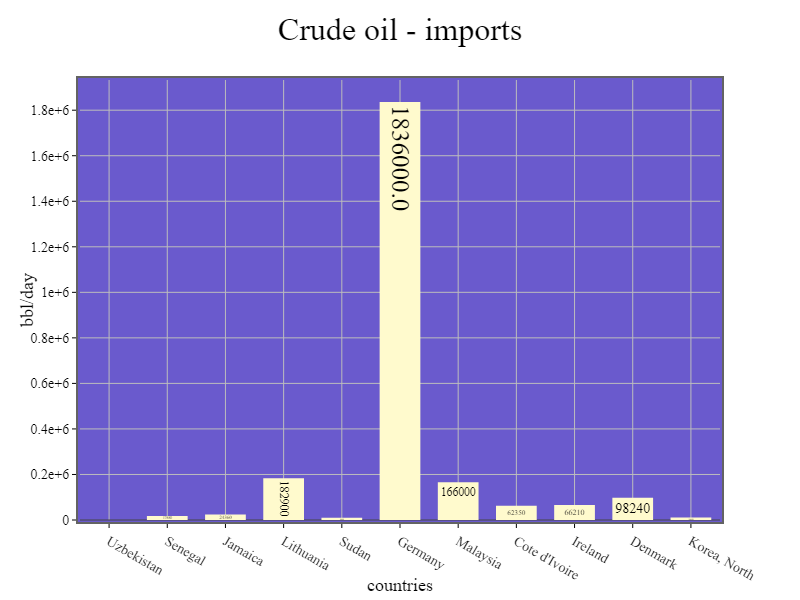 Crude oil - imports
1.8e+6
1.6e+6
1.4e+6
1.2e+6
1e+6
0.8e+6
0.6e+6
0.4e+6
0.2e+6
0
bbl/day
24360
182900
1836000.0
166000
62350
66210
98240
Uzbekistan
Senegal
Jamaica
Lithuania
Sudan
Germany
Malaysia
Cote d'Ivoire
Ireland
Denmark
Korea, North
countries